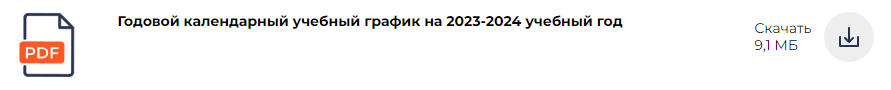 PDF
Годовой календарный учебный график на 2023-2024 учебный год
Скачать
9,1 МБ